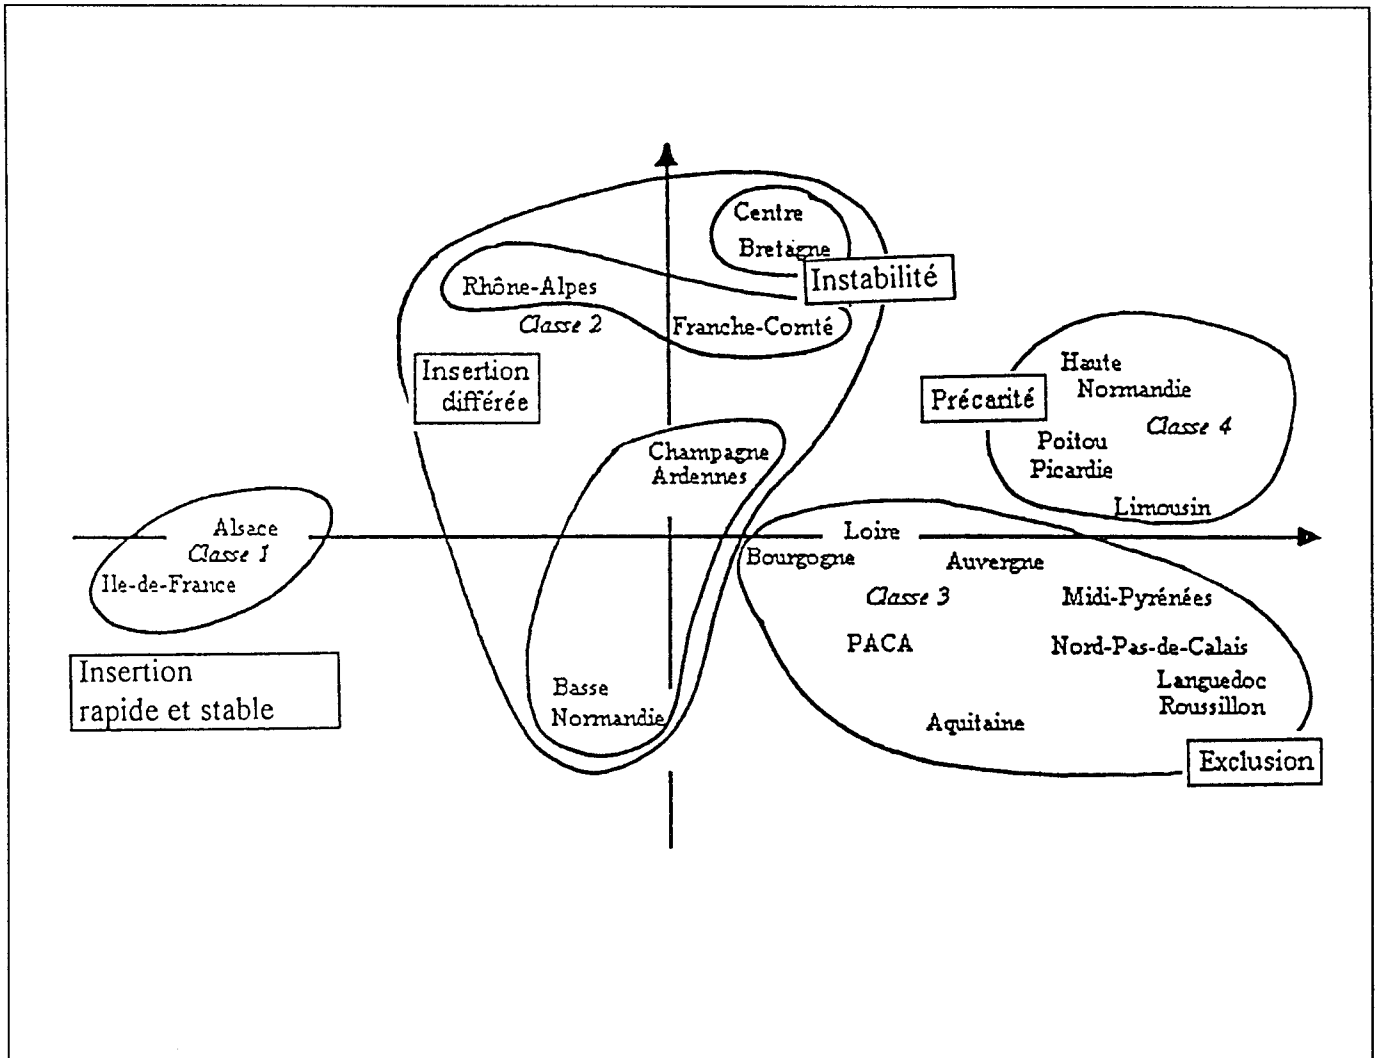 Centre
Bretagne
Instabilité
Rhône-Alpes
Classe 2
Franche-Comté
Insertion
différée
Haute
Normandie
Précarité
Classe 4
Poitou
Picardie
Limousin
Champagne
Ardennes
Alsace
Classe 1
Ile-de-France
Loire
Bourgogne
Auvergne
Classe 3
Midi-Pyrénées
PACA
Nord-Pas-de-Calais
Languedoc
Roussillon
Insertion
rapide et stable
Basse
Normandie
Aquitaine
Exclusion